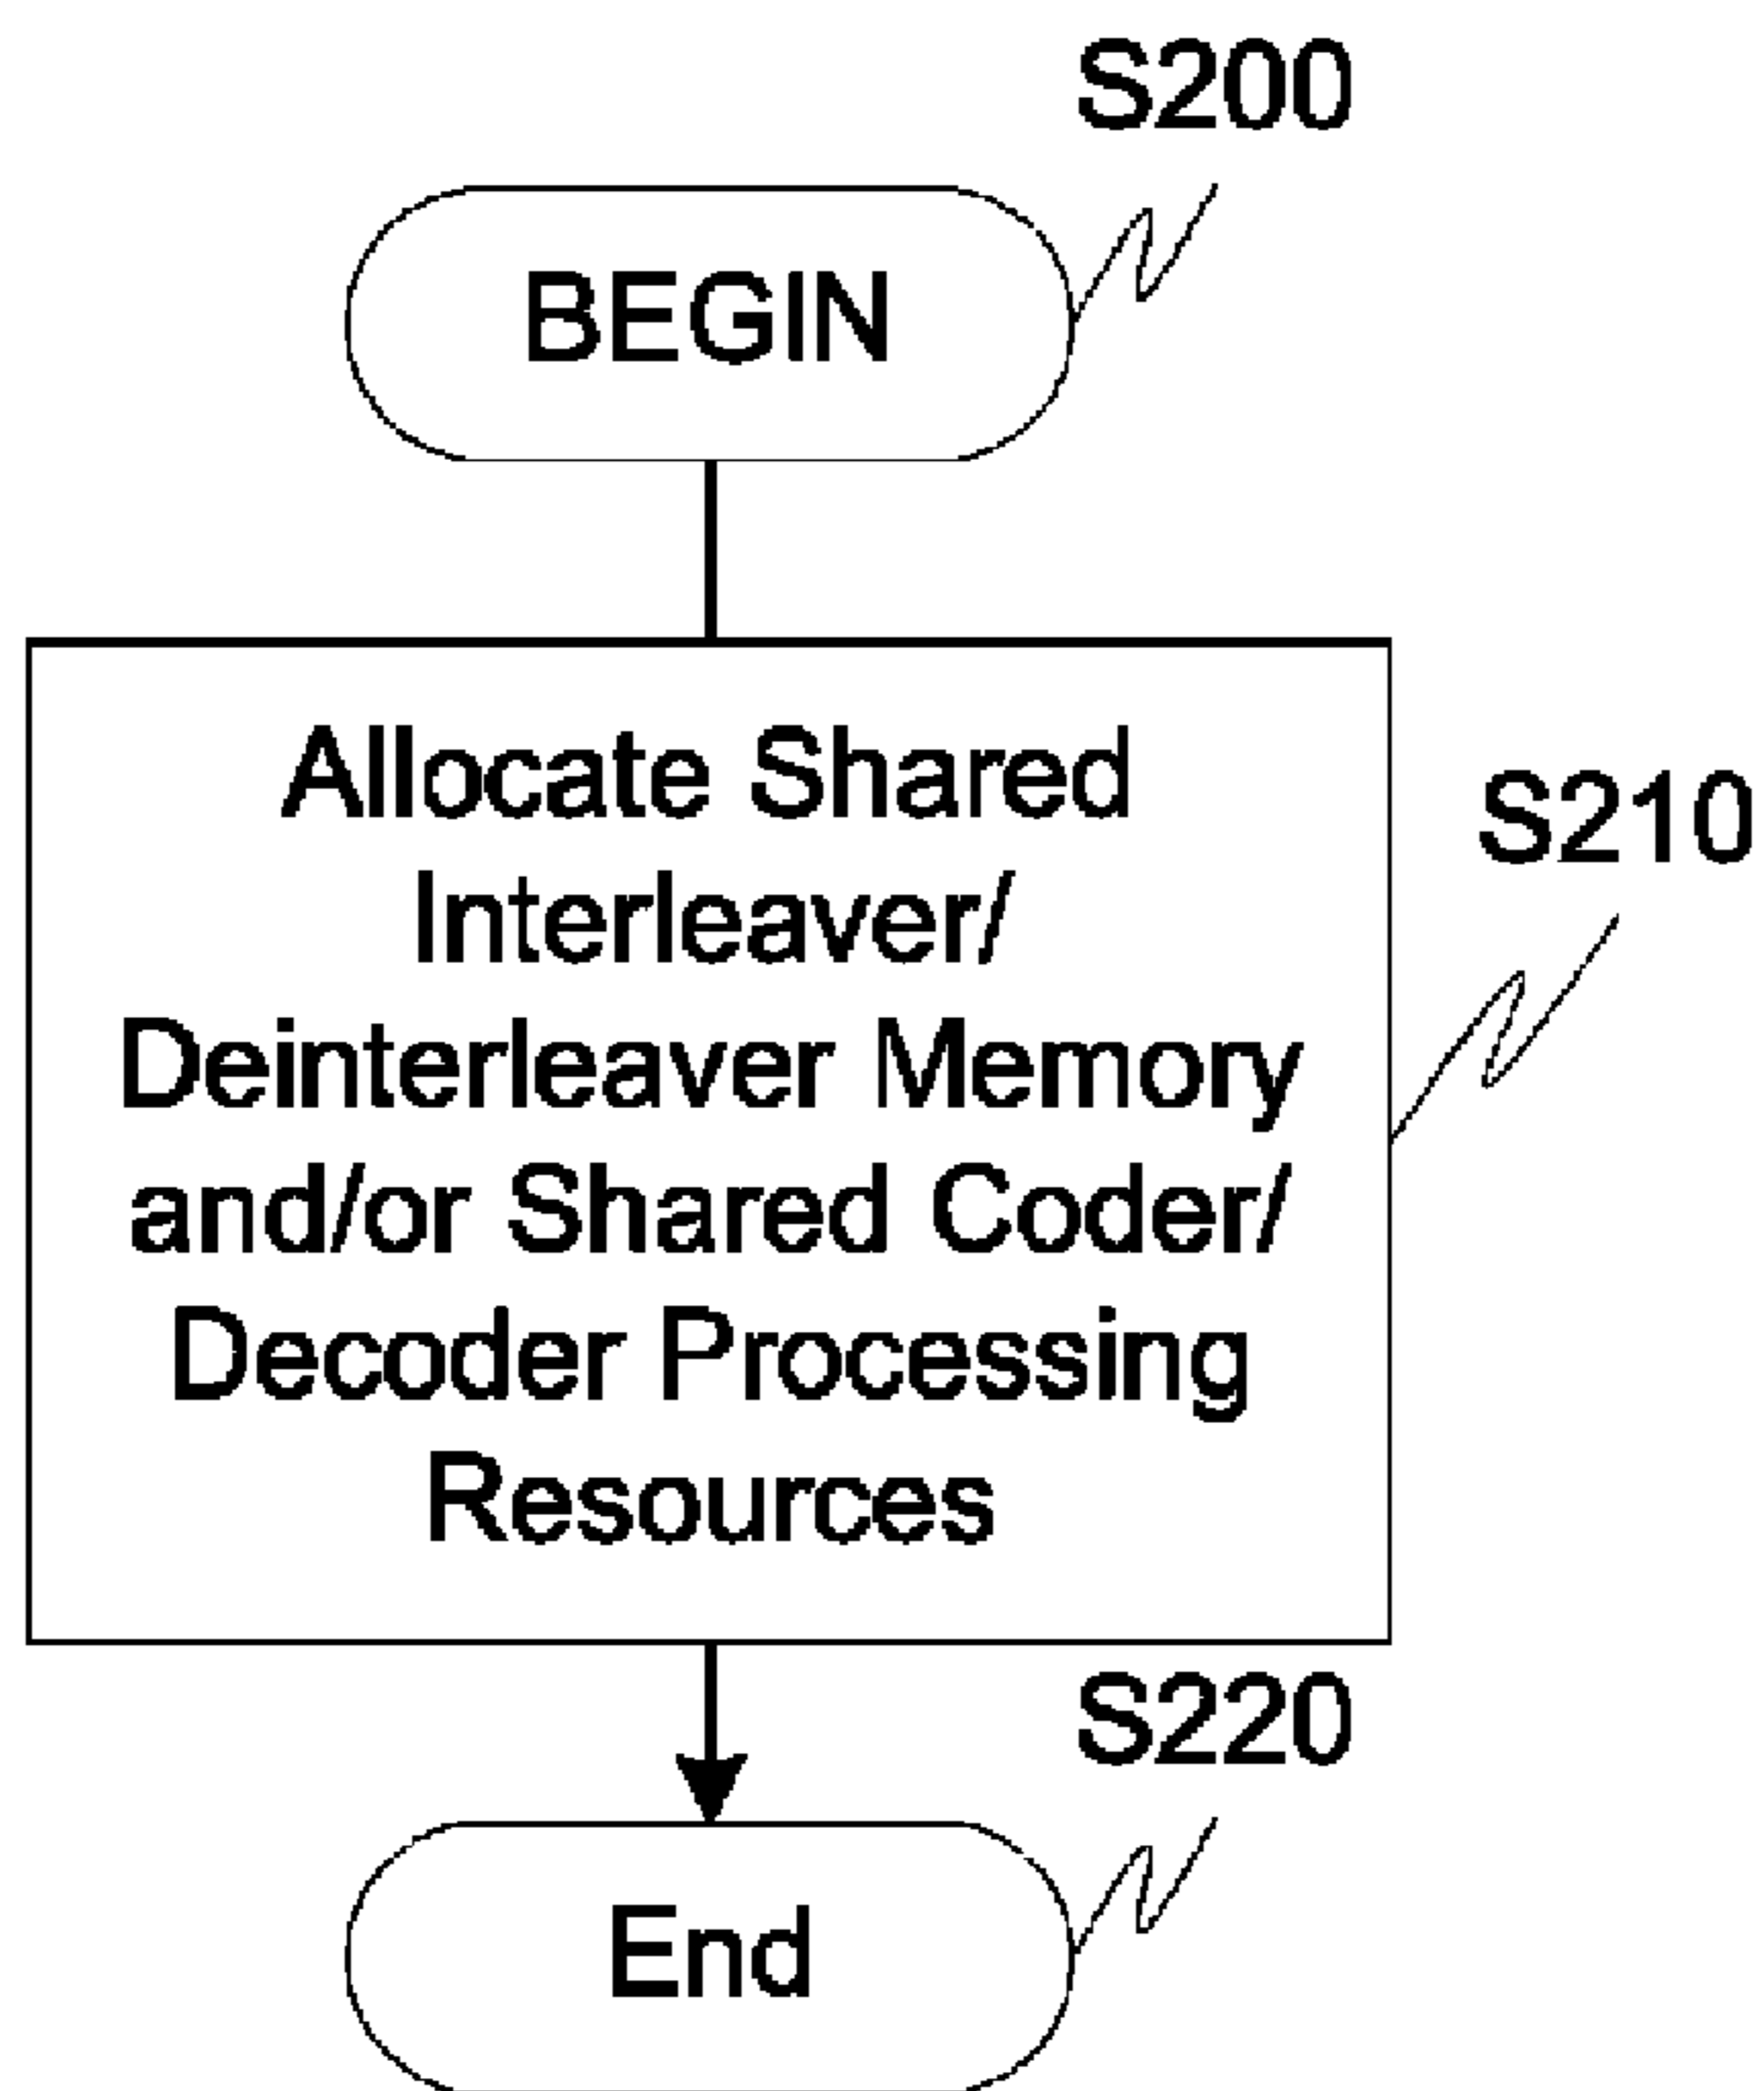 S200
BEGIN
Allocate Shared
Interleaver/
Deinterleaver Memory
and/or Shared Coder/
Decoder Processing
Resources
S210
S220
End